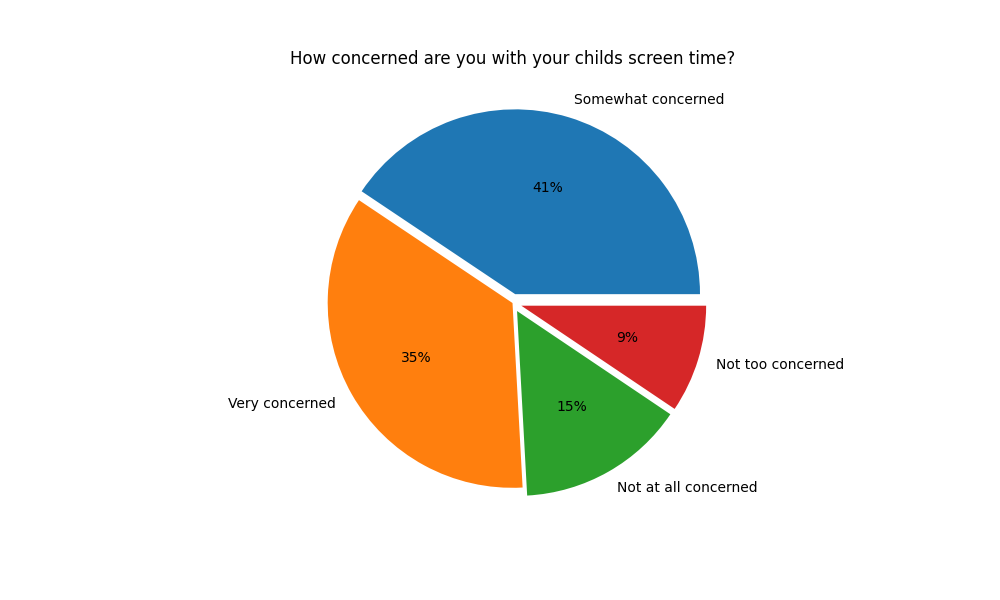 How concerned are you with your childs screen time?
Somewhat concerned
41%
35%
9%
Not too concerned
Very concerned
15%
Not at all concerned